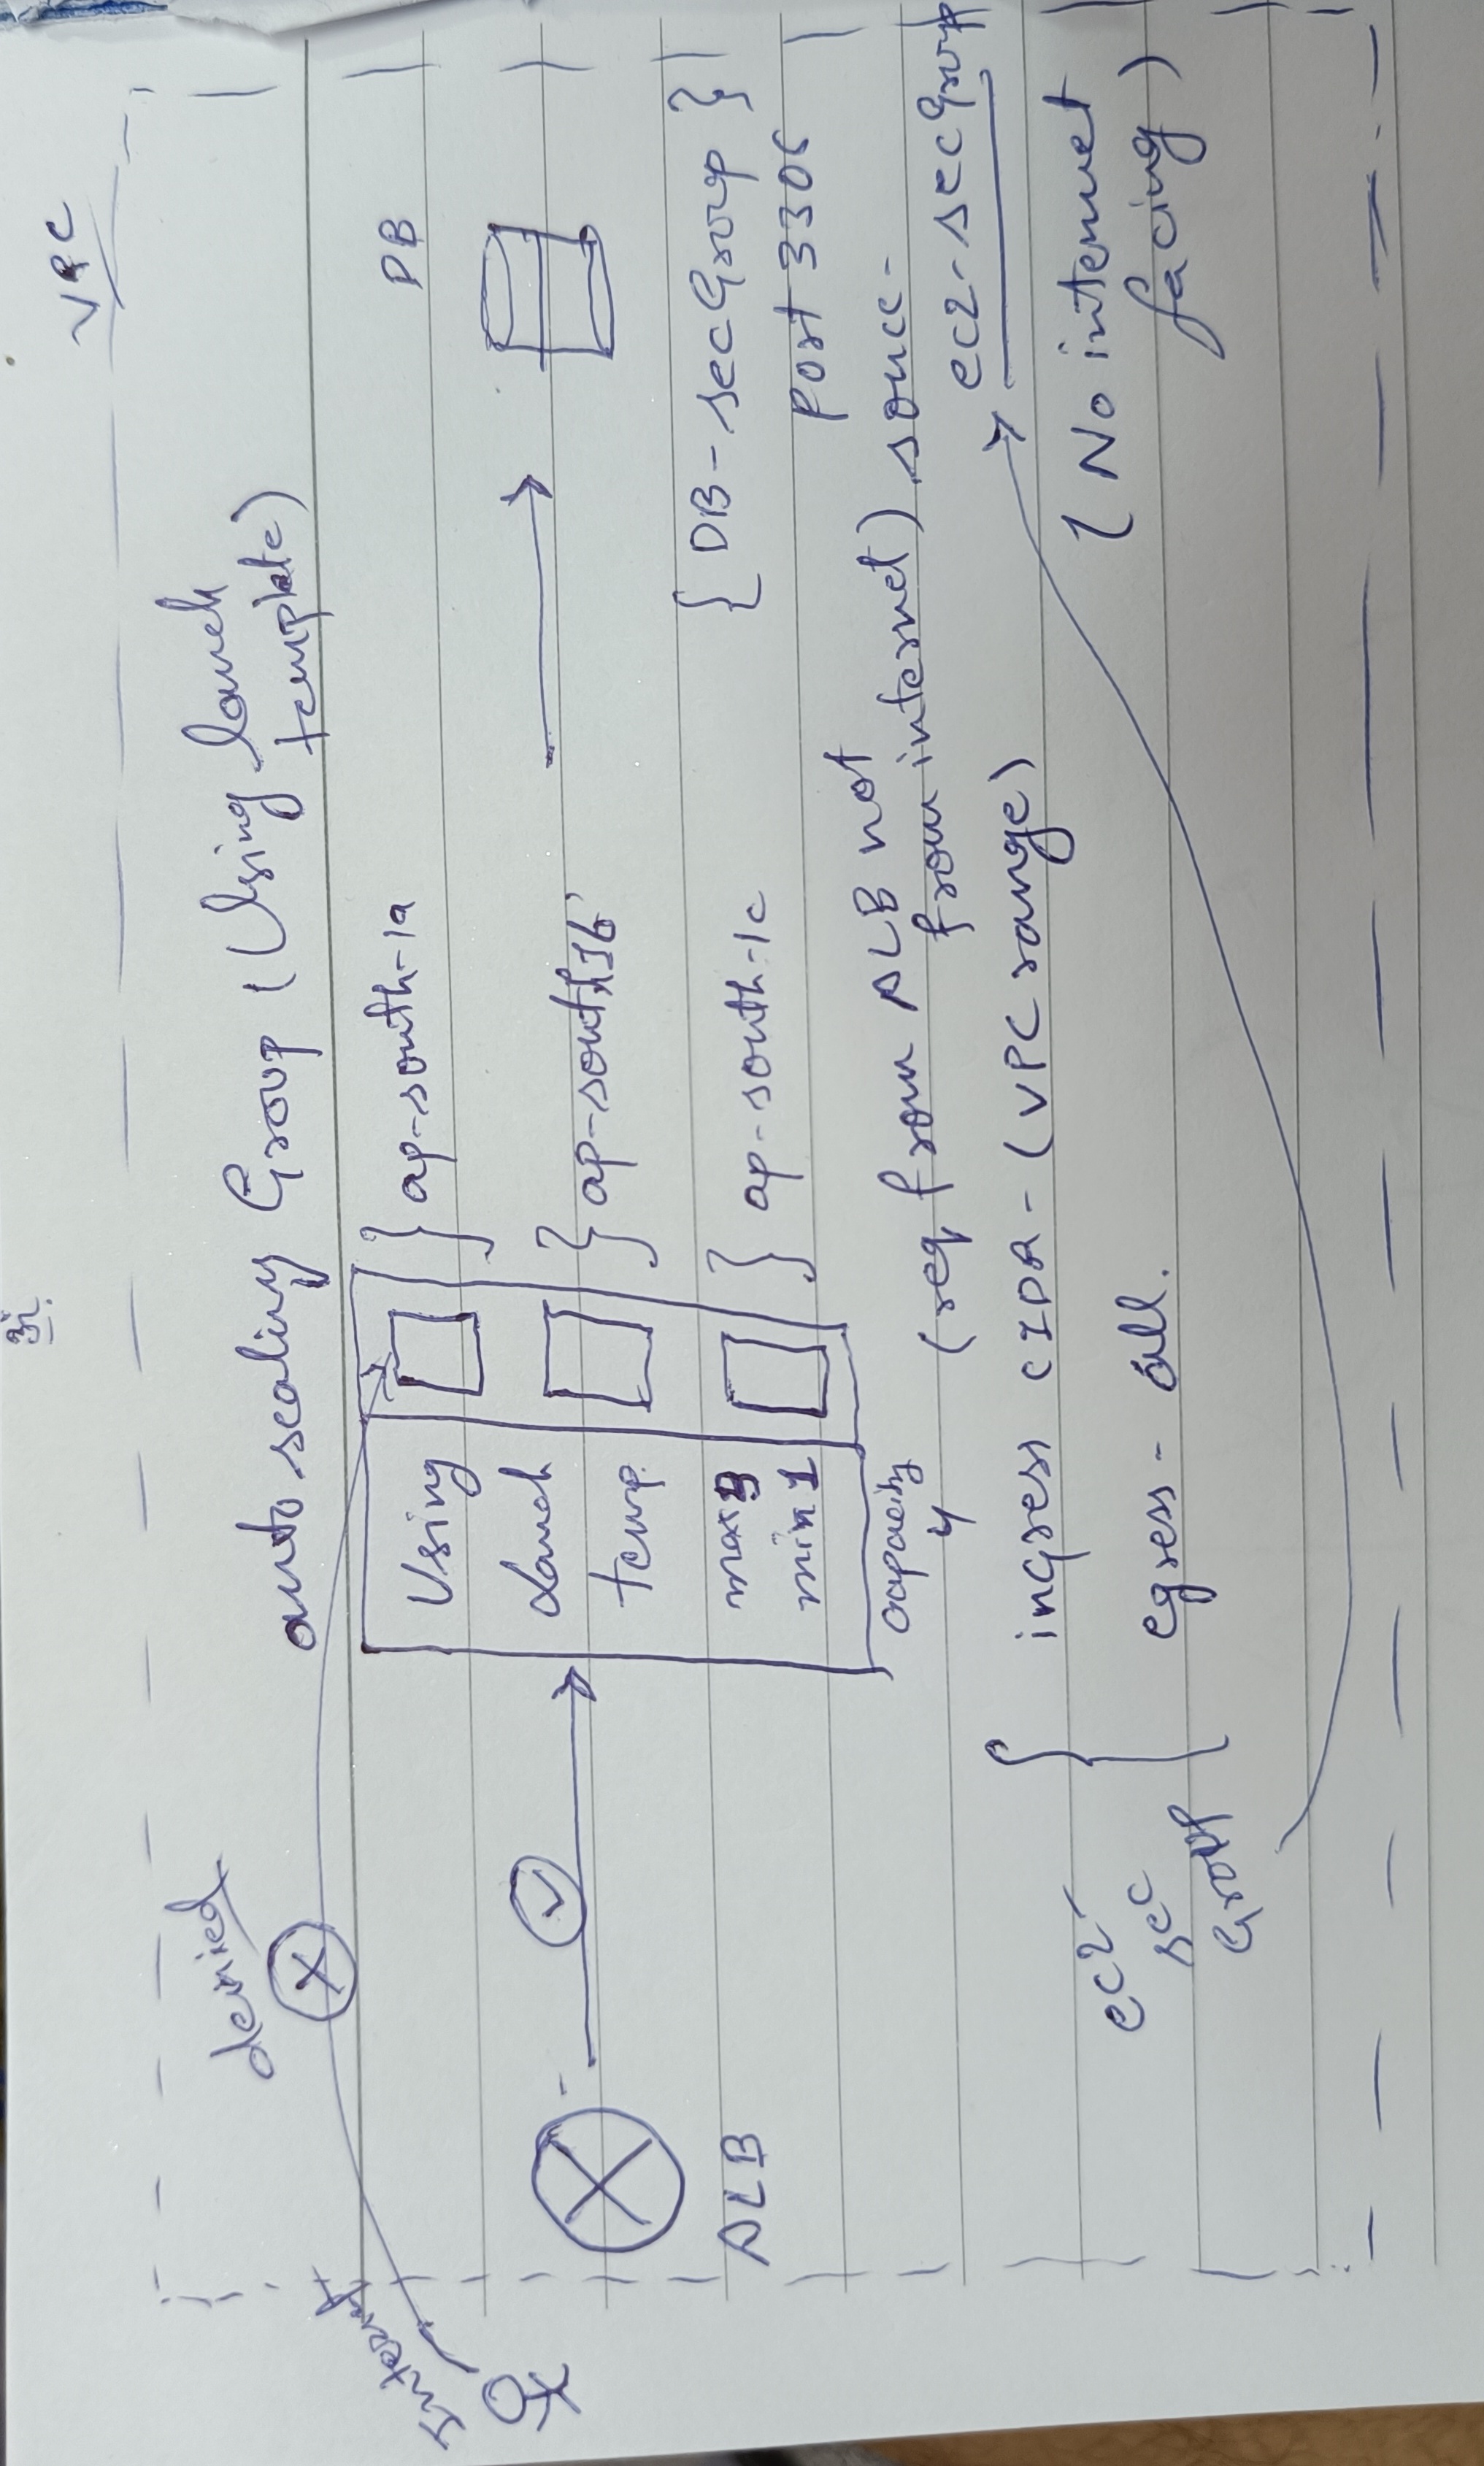 VPC
auto scaling Group (Using launch
template)
denied
Internet
DB
Using
launch
temp.
max 3
min 1
capacity
4
} ap-south-1a
} ap-south-1b
} ap-south-1c
ALB
{ DB-secGroup }
Port 3306
source -
ec2-secGroup
(No internet
facing)
(req from ALB not
from internet)
ec2-
sec
Group
{
ingress CIDR - (VPC range)
egress - all.